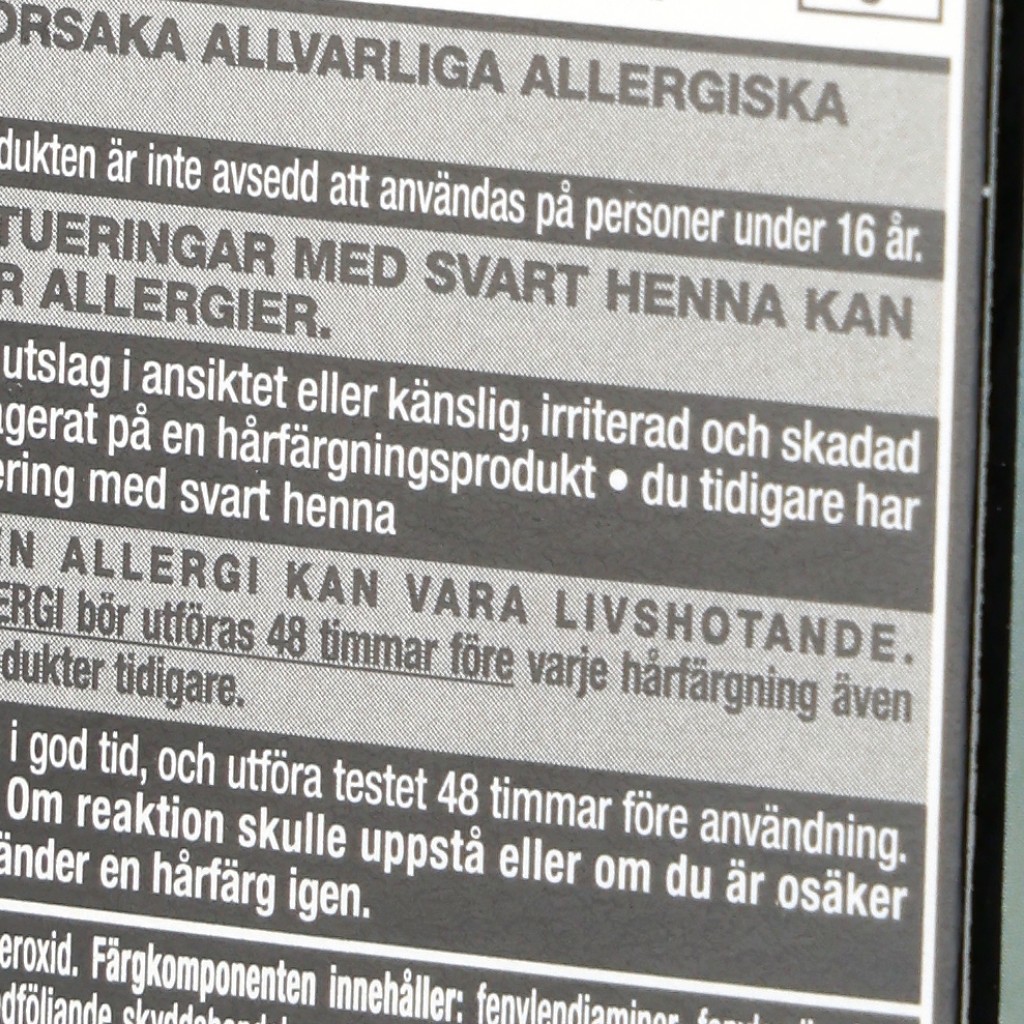 ORSAKA ALLVARLIGA ALLERGISKA
dukten är inte avsedd att användas på personer under 16 år.
TUERINGAR MED SVART HENNA KAN
R ALLERGIER.
utslag i ansiktet eller känslig, irriterad och skadad
agerat på en hårfärgningsprodukt • du tidigare har
ering med svart henna
N ALLERGI KAN VARA LIVSHOTANDE.
ERGI bör utföras 48 timmar före varje hårfärgning även
dukter tidigare.
i god tid, och utföra testet 48 timmar före användning.
Om reaktion skulle uppstå eller om du är osäker
änder en hårfärg igen.
eroxid. Färgkomponenten innehåller: fenylendiaminer,
dföljande